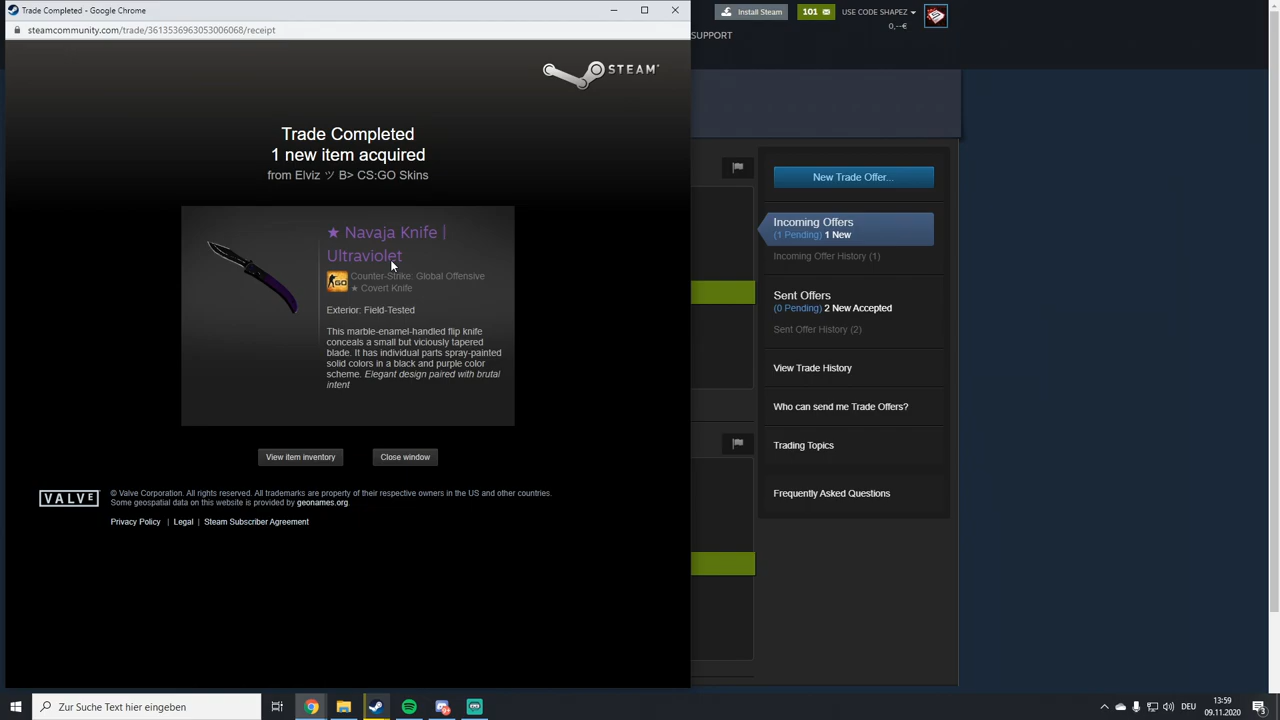 Trade Completed - Google Chrome
steamcommunity.com/trade/3613536963053006068/receipt
STEAM
Trade Completed
1 new item acquired
from Elviz ツ B> CS:GO Skins
★ Navaja Knife |
Ultraviolet
Counter-Strike: Global Offensive
★ Covert Knife
GO
Exterior: Field-Tested
This marble-enamel-handled flip knife
conceals a small but viciously tapered
blade. It has individual parts spray-painted
solid colors in a black and purple color
scheme. Elegant design paired with brutal
intent
View item inventory
Close window
VALVE
© Valve Corporation. All rights reserved. All trademarks are property of their respective owners in the US and other countries.
Some geospatial data on this website is provided by geonames.org.
Privacy Policy | Legal | Steam Subscriber Agreement
Install Steam
101
USE CODE SHAPEZ
0,--€
SUPPORT
New Trade Offer...
Incoming Offers
(1 Pending) 1 New
Incoming Offer History (1)
Sent Offers
(0 Pending) 2 New Accepted
Sent Offer History (2)
View Trade History
Who can send me Trade Offers?
Trading Topics
Frequently Asked Questions
Zur Suche Text hier eingeben
DEU
13:59
09.11.2020
3